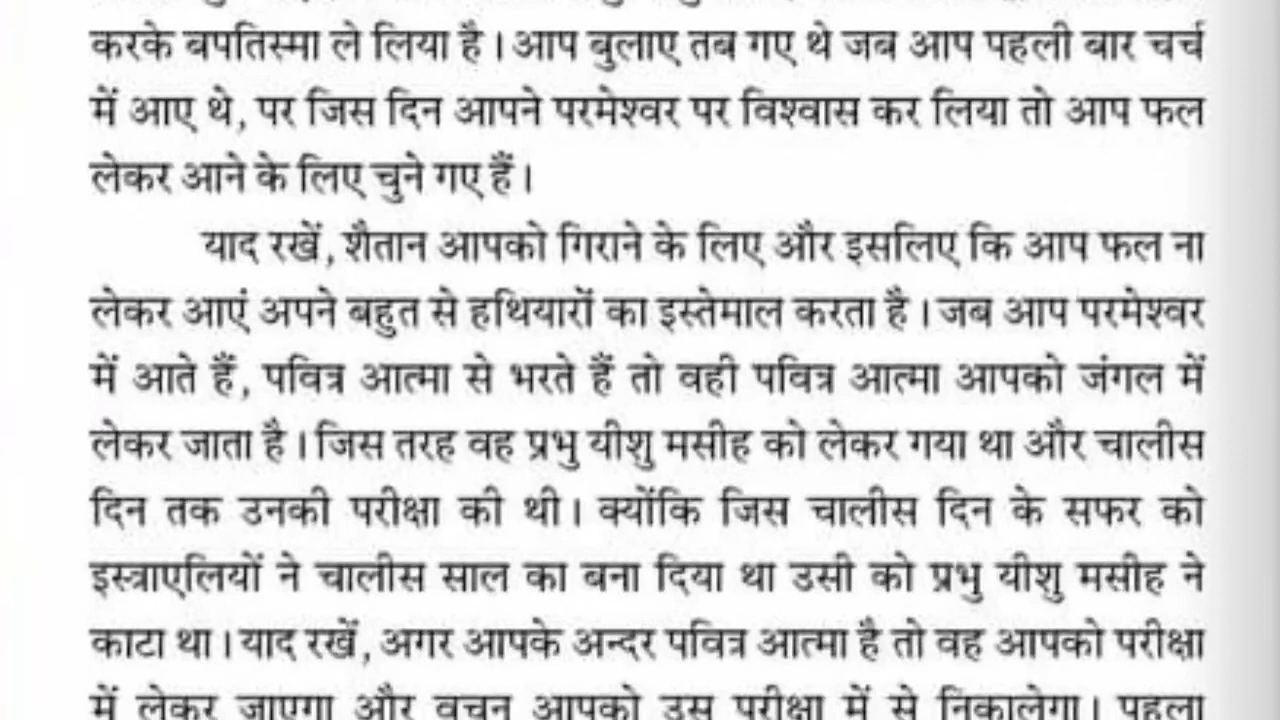 करके बपतिस्मा ले लिया है। आप बुलाए तब गए थे जब आप पहली बार चर्च
में आए थे, पर जिस दिन आपने परमेश्वर पर विश्वास कर लिया तो आप फल
लेकर आने के लिए चुने गए हैं।
याद रखें, शैतान आपको गिराने के लिए और इसलिए कि आप फल ना
लेकर आएं अपने बहुत से हथियारों का इस्तेमाल करता है। जब आप परमेश्वर
में आते हैं, पवित्र आत्मा से भरते हैं तो वही पवित्र आत्मा आपको जंगल में
लेकर जाता है। जिस तरह वह प्रभु यीशु मसीह को लेकर गया था और चालीस
दिन तक उनकी परीक्षा की थी। क्योंकि जिस चालीस दिन के सफर को
इस्त्राएलियों ने चालीस साल का बना दिया था उसी को प्रभु यीशु मसीह ने
काटा था। याद रखें, अगर आपके अन्दर पवित्र आत्मा है तो वह आपको परीक्षा
में लेकर जाएगा और वचन आपको उस परीक्षा में से निकालेगा। पहला